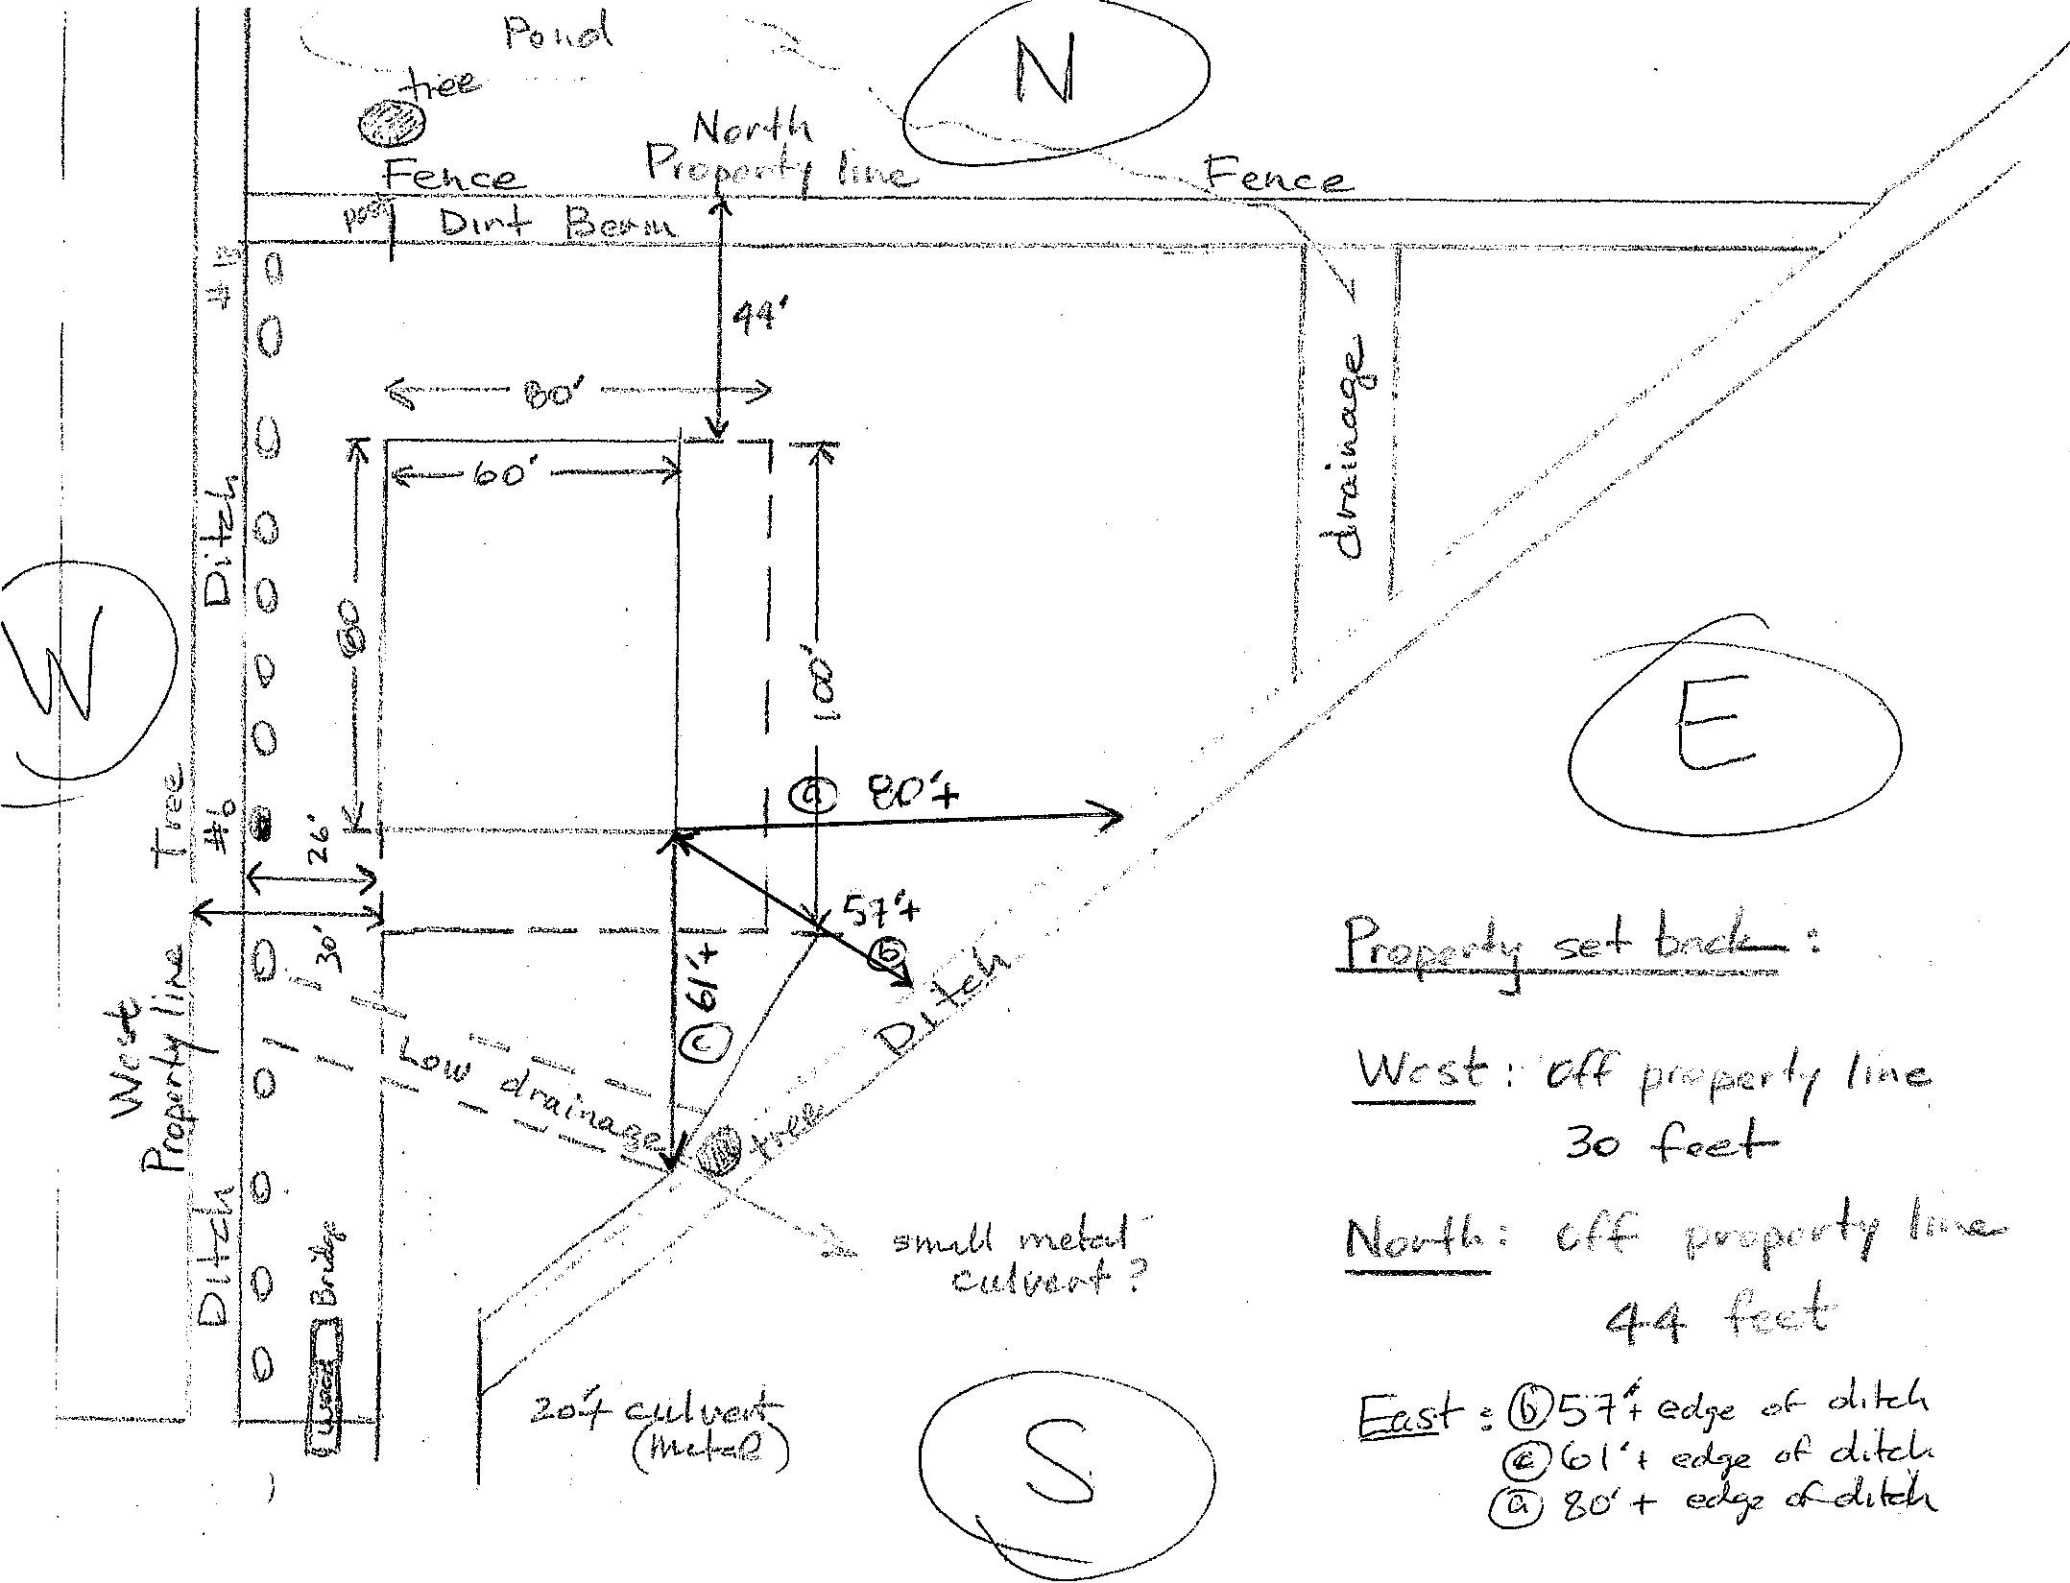 Pond
N
tree
North
Property line
Fence
Fence
post
Dirt Berm
44'
80'
60'
80
100'
drainage
Ditch
W
E
Tree
#6
26'
30'
ⓐ 80'+
57'+
ⓑ
61'+
ⓒ
Ditch
West
Property line
Low drainage
tree
Ditch
Bridge
small metal
culvert?
20'+ culvert
(metal)
S
Property set back:
West: off property line
30 feet
North: off property line
44 feet
East: ⓑ 57'+ edge of ditch
ⓒ 61'+ edge of ditch
ⓐ 80'+ edge of ditch